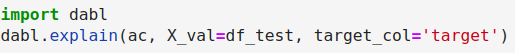 import dabl
dabl.explain(ac, X_val=df_test, target_col='target')